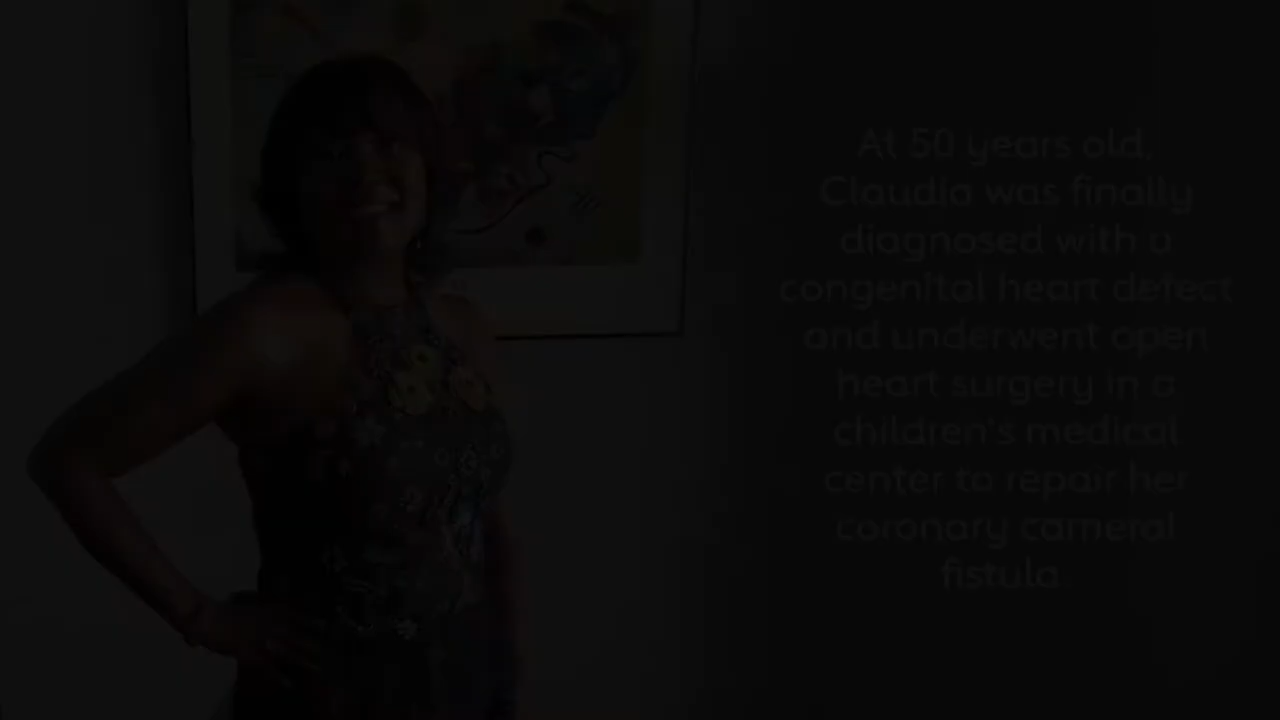 At 50 years old,
Claudia was finally
diagnosed with a
congenital heart defect
and underwent open
heart surgery in a
children's medical
center to repair her
coronary cameral
fistula.